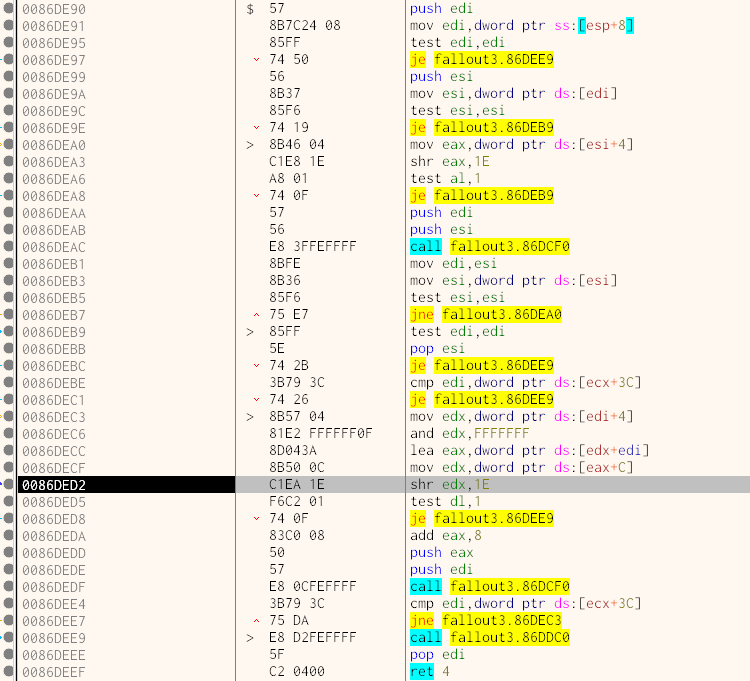 0086DE90 $ 57 push edi
0086DE91 8B7C24 08 mov edi,dword ptr ss:[esp+8]
0086DE95 85FF test edi,edi
0086DE97 74 50 je fallout3.86DEE9
0086DE99 56 push esi
0086DE9A 8B37 mov esi,dword ptr ds:[edi]
0086DE9C 85F6 test esi,esi
0086DE9E 74 19 je fallout3.86DEB9
0086DEA0 > 8B46 04 mov eax,dword ptr ds:[esi+4]
0086DEA3 C1E8 1E shr eax,1E
0086DEA6 A8 01 test al,1
0086DEA8 74 0F je fallout3.86DEB9
0086DEAA 57 push edi
0086DEAB 56 push esi
0086DEAC E8 3FFEFFFF call fallout3.86DCF0
0086DEB1 8BFE mov edi,esi
0086DEB3 8B36 mov esi,dword ptr ds:[esi]
0086DEB5 85F6 test esi,esi
0086DEB7 75 E7 jne fallout3.86DEA0
0086DEB9 > 85FF test edi,edi
0086DEBB 5E pop esi
0086DEBC 74 2B je fallout3.86DEE9
0086DEBE 3B79 3C cmp edi,dword ptr ds:[ecx+3C]
0086DEC1 74 26 je fallout3.86DEE9
0086DEC3 > 8B57 04 mov edx,dword ptr ds:[edi+4]
0086DEC6 81E2 FFFFFF0F and edx,FFFFFFF
0086DECC 8D043A lea eax,dword ptr ds:[edx+edi]
0086DECF 8B50 0C mov edx,dword ptr ds:[eax+C]
0086DED2 C1EA 1E shr edx,1E
0086DED5 F6C2 01 test dl,1
0086DED8 74 0F je fallout3.86DEE9
0086DEDA 83C0 08 add eax,8
0086DEDD 50 push eax
0086DEDE 57 push edi
0086DEDF E8 0CFEFFFF call fallout3.86DCF0
0086DEE4 3B79 3C cmp edi,dword ptr ds:[ecx+3C]
0086DEE7 75 DA jne fallout3.86DEC3
0086DEE9 > E8 D2FEFFFF call fallout3.86DDC0
0086DEEE 5F pop edi
0086DEEF C2 0400 ret 4